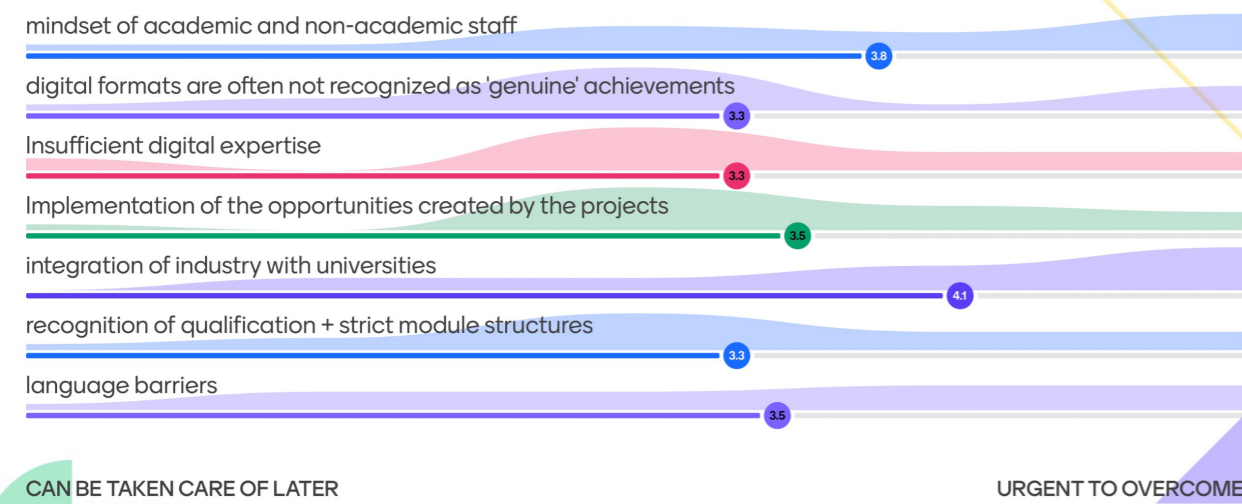 mindset of academic and non-academic staff
3.8
digital formats are often not recognized as 'genuine' achievements
3.3
Insufficient digital expertise
3.3
Implementation of the opportunities created by the projects
3.5
integration of industry with universities
4.1
recognition of qualification + strict module structures
3.3
language barriers
3.5
CAN BE TAKEN CARE OF LATER
URGENT TO OVERCOME